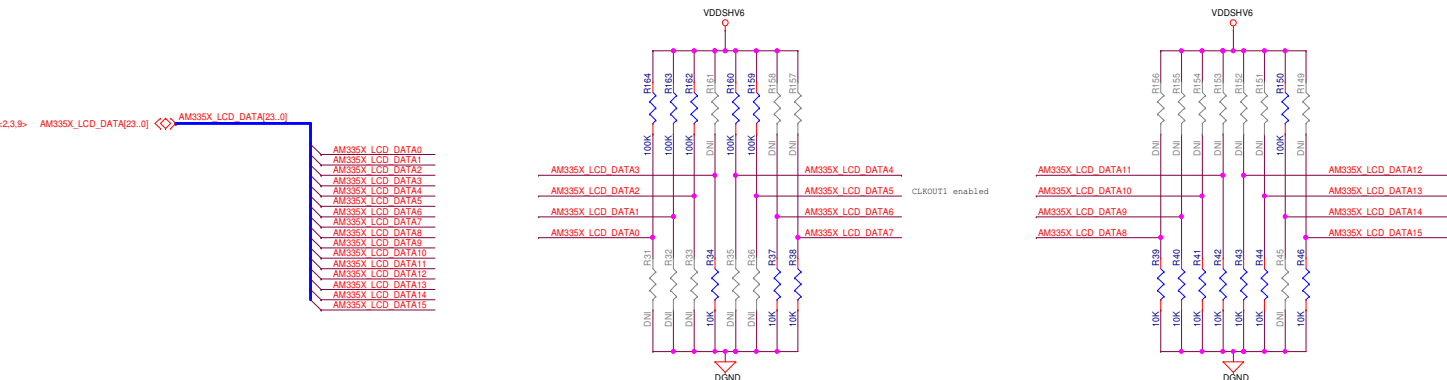 <2,3,9> AM335X_LCD_DATA[23..0] AM335X_LCD_DATA[23..0]
AM335X_LCD_DATA0
AM335X_LCD_DATA1
AM335X_LCD_DATA2
AM335X_LCD_DATA3
AM335X_LCD_DATA4
AM335X_LCD_DATA5
AM335X_LCD_DATA6
AM335X_LCD_DATA7
AM335X_LCD_DATA8
AM335X_LCD_DATA9
AM335X_LCD_DATA10
AM335X_LCD_DATA11
AM335X_LCD_DATA12
AM335X_LCD_DATA13
AM335X_LCD_DATA14
AM335X_LCD_DATA15
VDDSHV6
R164 R163 R162 R161 R160 R159 R158 R157
100K 100K 100K DNI 100K 100K DNI DNI
AM335X_LCD_DATA3 AM335X_LCD_DATA4
AM335X_LCD_DATA2 AM335X_LCD_DATA5 CLKOUT1 enabled
AM335X_LCD_DATA1 AM335X_LCD_DATA6
AM335X_LCD_DATA0 AM335X_LCD_DATA7
R31 R32 R33 R34 R35 R36 R37 R38
DNI DNI DNI 10K DNI DNI 10K 10K
DGND
VDDSHV6
R156 R155 R154 R153 R152 R151 R150 R149
DNI DNI DNI DNI DNI DNI 100K DNI
AM335X_LCD_DATA11 AM335X_LCD_DATA12
AM335X_LCD_DATA10 AM335X_LCD_DATA13
AM335X_LCD_DATA9 AM335X_LCD_DATA14
AM335X_LCD_DATA8 AM335X_LCD_DATA15
R39 R40 R41 R42 R43 R44 R45 R46
10K 10K 10K 10K 10K 10K DNI 10K
DGND